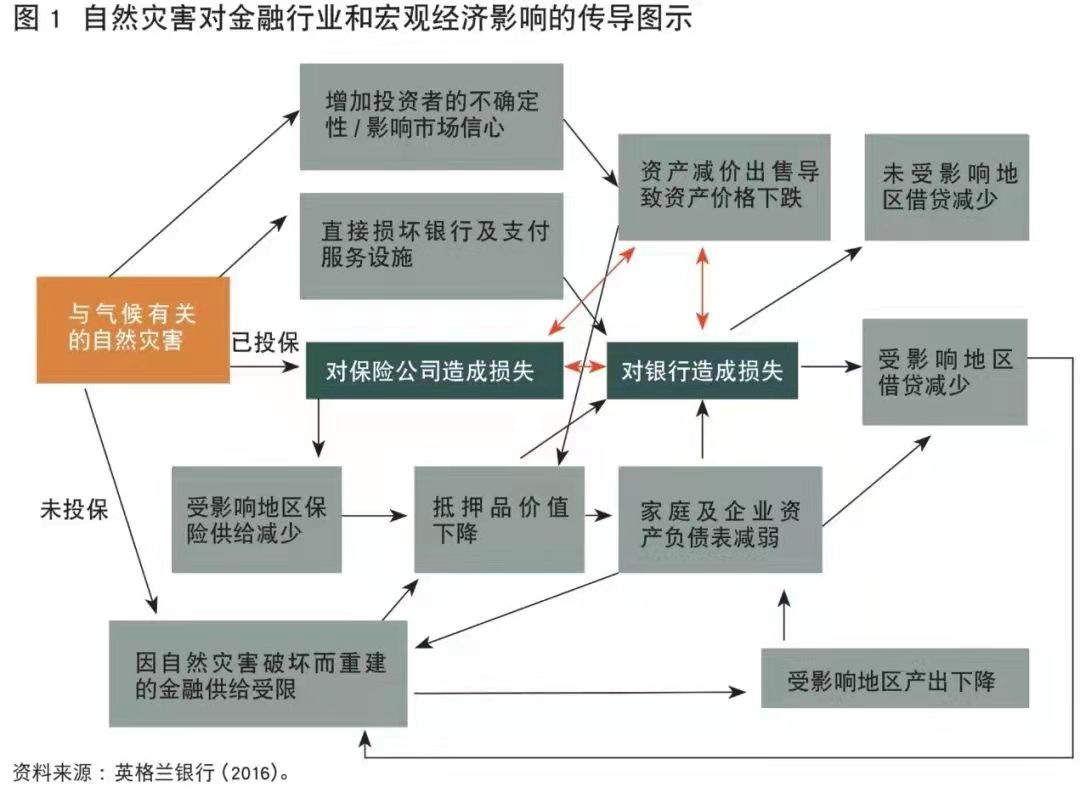 图 1 自然灾害对金融行业和宏观经济影响的传导图示
增加投资者的不确定
性 / 影响市场信心
资产减价出售导
致资产价格下跌
未受影响地
区借贷减少
直接损坏银行及支付
服务设施
与气候有关
的自然灾害
已投保
对保险公司造成损失
对银行造成损失
受影响地区
借贷减少
未投保
受影响地区保
险供给减少
抵押品价值
下降
家庭及企业资
产负债表减弱
因自然灾害破坏而重建
的金融供给受限
受影响地区产出下降
资料来源：英格兰银行（2016）。